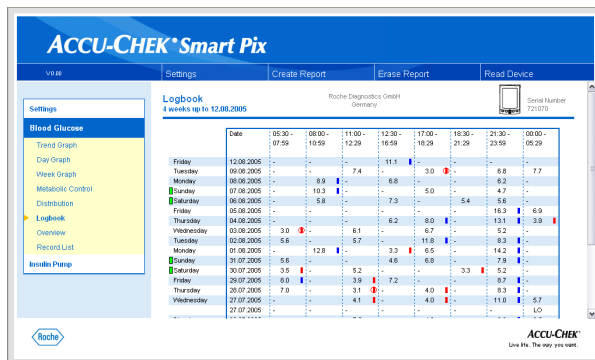 ACCU-CHEK® Smart Pix
V 0.88
Settings Create Report Erase Report Read Device
Logbook
4 weeks up to 12.08.2005
Roche Diagnostics GmbH
Germany
Serial Number
721070
Settings
Blood Glucose
Trend Graph
Day Graph
Week Graph
Metabolic Control
Distribution
Logbook
Overview
Record List
Insulin Pump
Date 05:30 - 08:00 - 11:00 - 12:30 - 17:00 - 18:30 - 21:30 - 00:00 -
07:59 10:59 12:29 16:59 18:29 21:29 23:59 05:29
Friday 12.08.2005 - - - 11.1 - - - -
Tuesday 09.08.2005 - - 7.4 - 3.0 - 6.8 7.7
Monday 08.08.2005 - 8.9 - 6.8 - - 6.2 -
Sunday 07.08.2005 - 10.3 - - 5.0 - 4.7 -
Saturday 06.08.2005 - 5.8 - 7.3 - 5.4 5.6 -
Friday 05.08.2005 - - - - - - 16.3 6.9
Thursday 04.08.2005 - - - 6.2 8.0 - 13.1 3.9
Wednesday 03.08.2005 3.0 - 6.1 - 6.7 - 5.2 -
Tuesday 02.08.2005 5.6 - 5.7 - 11.8 - 8.3 -
Monday 01.08.2005 - 12.8 - 3.3 6.5 - 14.2 -
Sunday 31.07.2005 5.6 - - 4.6 6.8 - 7.9 -
Saturday 30.07.2005 3.5 - 5.2 - - 3.3 5.2 -
Friday 29.07.2005 8.0 - 3.9 7.2 - - 8.7 -
Thursday 28.07.2005 7.0 - 3.1 - 4.0 - 8.3 -
Wednesday 27.07.2005 - - 4.1 - 4.0 - 11.0 5.7
27.07.2005 - - - - - - - LO
Roche
ACCU-CHEK®
Live life. The way you want.